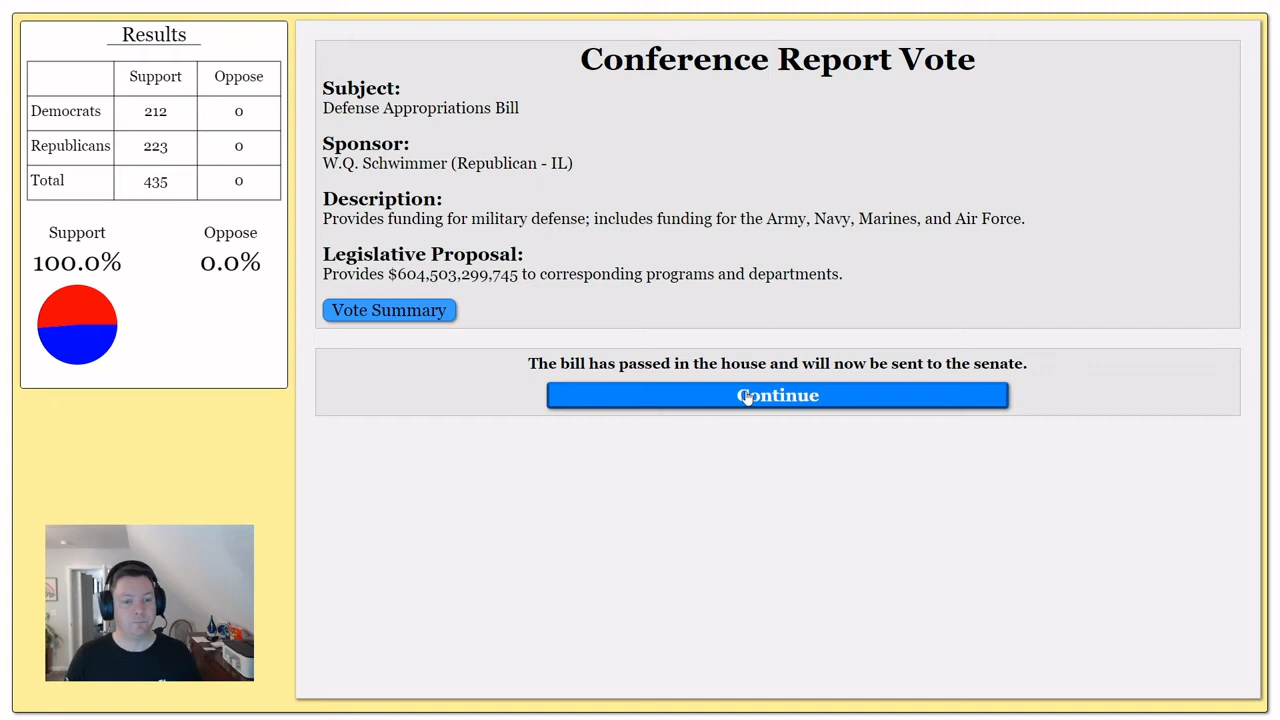 Results
Support Oppose
Democrats 212 0
Republicans 223 0
Total 435 0
Support Oppose
100.0% 0.0%
Conference Report Vote
Subject:
Defense Appropriations Bill
Sponsor:
W.Q. Schwimmer (Republican - IL)
Description:
Provides funding for military defense; includes funding for the Army, Navy, Marines, and Air Force.
Legislative Proposal:
Provides $604,503,299,745 to corresponding programs and departments.
Vote Summary
The bill has passed in the house and will now be sent to the senate.
Continue